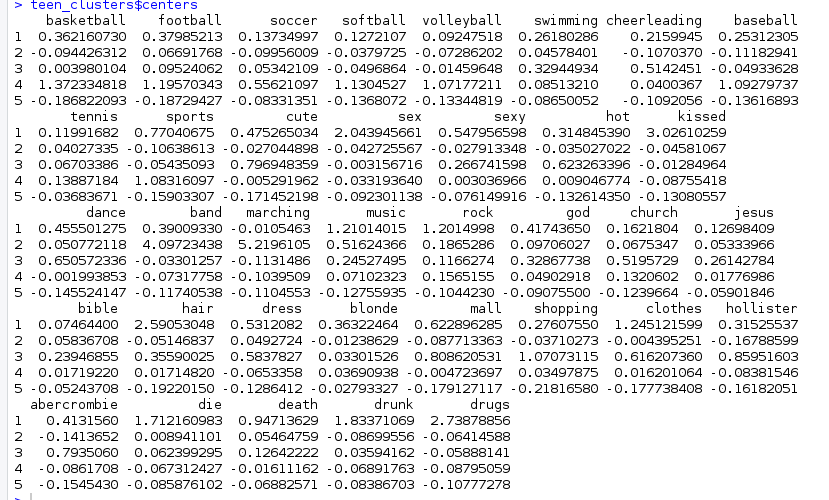 > teen_clusters$centers
basketball football soccer softball volleyball swimming cheerleading baseball
1 0.362160730 0.37985213 0.13734997 0.1272107 0.09247518 0.26180286 0.2159945 0.25312305
2 -0.094426312 0.06691768 -0.09956009 -0.0379725 -0.07286202 0.04578401 -0.1070370 -0.11182941
3 0.003980104 0.09524062 0.05342109 -0.0496864 -0.01459648 0.32944934 0.5142451 -0.04933628
4 1.372334818 1.19570343 0.55621097 1.1304527 1.07177211 0.08513210 0.0400367 1.09279737
5 -0.186822093 -0.18729427 -0.08331351 -0.1368072 -0.13344819 -0.08650052 -0.1092056 -0.13616893
tennis sports cute sex sexy hot kissed
1 0.11991682 0.77040675 0.475265034 2.043945661 0.547956598 0.314845390 3.02610259
2 0.04027335 -0.10638613 -0.027044898 -0.042725567 -0.027913348 -0.035027022 -0.04581067
3 0.06703386 -0.05435093 0.796948359 -0.003156716 0.266741598 0.623263396 -0.01284964
4 0.13887184 1.08316097 -0.005291962 -0.033193640 0.003036966 0.009046774 -0.08755418
5 -0.03683671 -0.15903307 -0.171452198 -0.092301138 -0.076149916 -0.132614350 -0.13080557
dance band marching music rock god church jesus
1 0.455501275 0.39009330 -0.0105463 1.21014015 1.2014998 0.41743650 0.1621804 0.12698409
2 0.050772118 4.09723438 5.2196105 0.51624366 0.1865286 0.09706027 0.0675347 0.05333966
3 0.650572336 -0.03301257 -0.1131486 0.24527495 0.1166274 0.32867738 0.5195729 0.26142784
4 -0.001993853 -0.07317758 -0.1039509 0.07102323 0.1565155 0.04902918 0.1320602 0.01776986
5 -0.145524147 -0.11740538 -0.1104553 -0.12755935 -0.1044230 -0.09075500 -0.1239664 -0.05901846
bible hair dress blonde mall shopping clothes hollister
1 0.07464400 2.59053048 0.5312082 0.36322464 0.622896285 0.27607550 1.245121599 0.31525537
2 0.05836708 -0.05146837 0.0492724 -0.01238629 -0.087713363 -0.03710273 -0.004395251 -0.16788599
3 0.23946855 0.35590025 0.5837827 0.03301526 0.808620531 1.07073115 0.616207360 0.85951603
4 0.01719220 0.01714820 -0.0653358 0.03690938 -0.004723697 0.03497875 0.016201064 -0.08381546
5 -0.05243708 -0.19220150 -0.1286412 -0.02793327 -0.179127117 -0.21816580 -0.177738408 -0.16182051
abercrombie die death drunk drugs
1 0.4131560 1.712160983 0.94713629 1.83371069 2.73878856
2 -0.1413652 0.008941101 0.05464759 -0.08699556 -0.06414588
3 0.7935060 0.062399295 0.12642222 0.03594162 -0.05888141
4 -0.0861708 -0.067312427 -0.01611162 -0.06891763 -0.08795059
5 -0.1545430 -0.085876102 -0.06882571 -0.08386703 -0.10777278